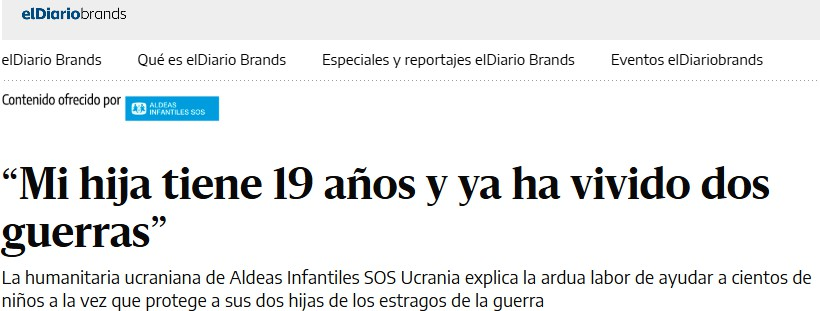 elDiariobrands
elDiario Brands Qué es elDiario Brands Especiales y reportajes elDiario Brands Eventos elDiariobrands
Contenido ofrecido por
ALDEAS
INFANTILES SOS
“Mi hija tiene 19 años y ya ha vivido dos
guerras”
La humanitaria ucraniana de Aldeas Infantiles SOS Ucrania explica la ardua labor de ayudar a cientos de
niños a la vez que protege a sus dos hijas de los estragos de la guerra